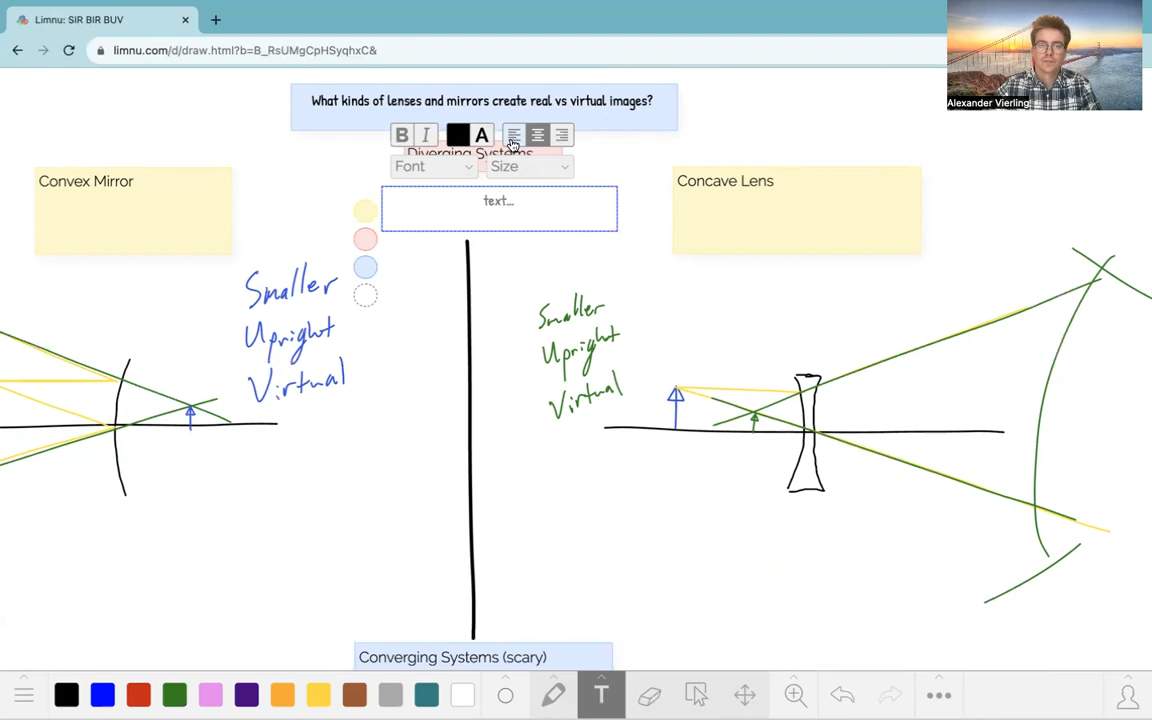 Limnu: SIR BIR BUV
limnu.com/d/draw.html?b=B_RsUMgCpHSyqhxC&
Alexander Vierling
What kinds of lenses and mirrors create real vs virtual images?
B I A
Diverging Systems
Font Size
text...
Convex Mirror
Concave Lens
Smaller
Upright
Virtual
Smaller
Upright
Virtual
Converging Systems (scary)
T